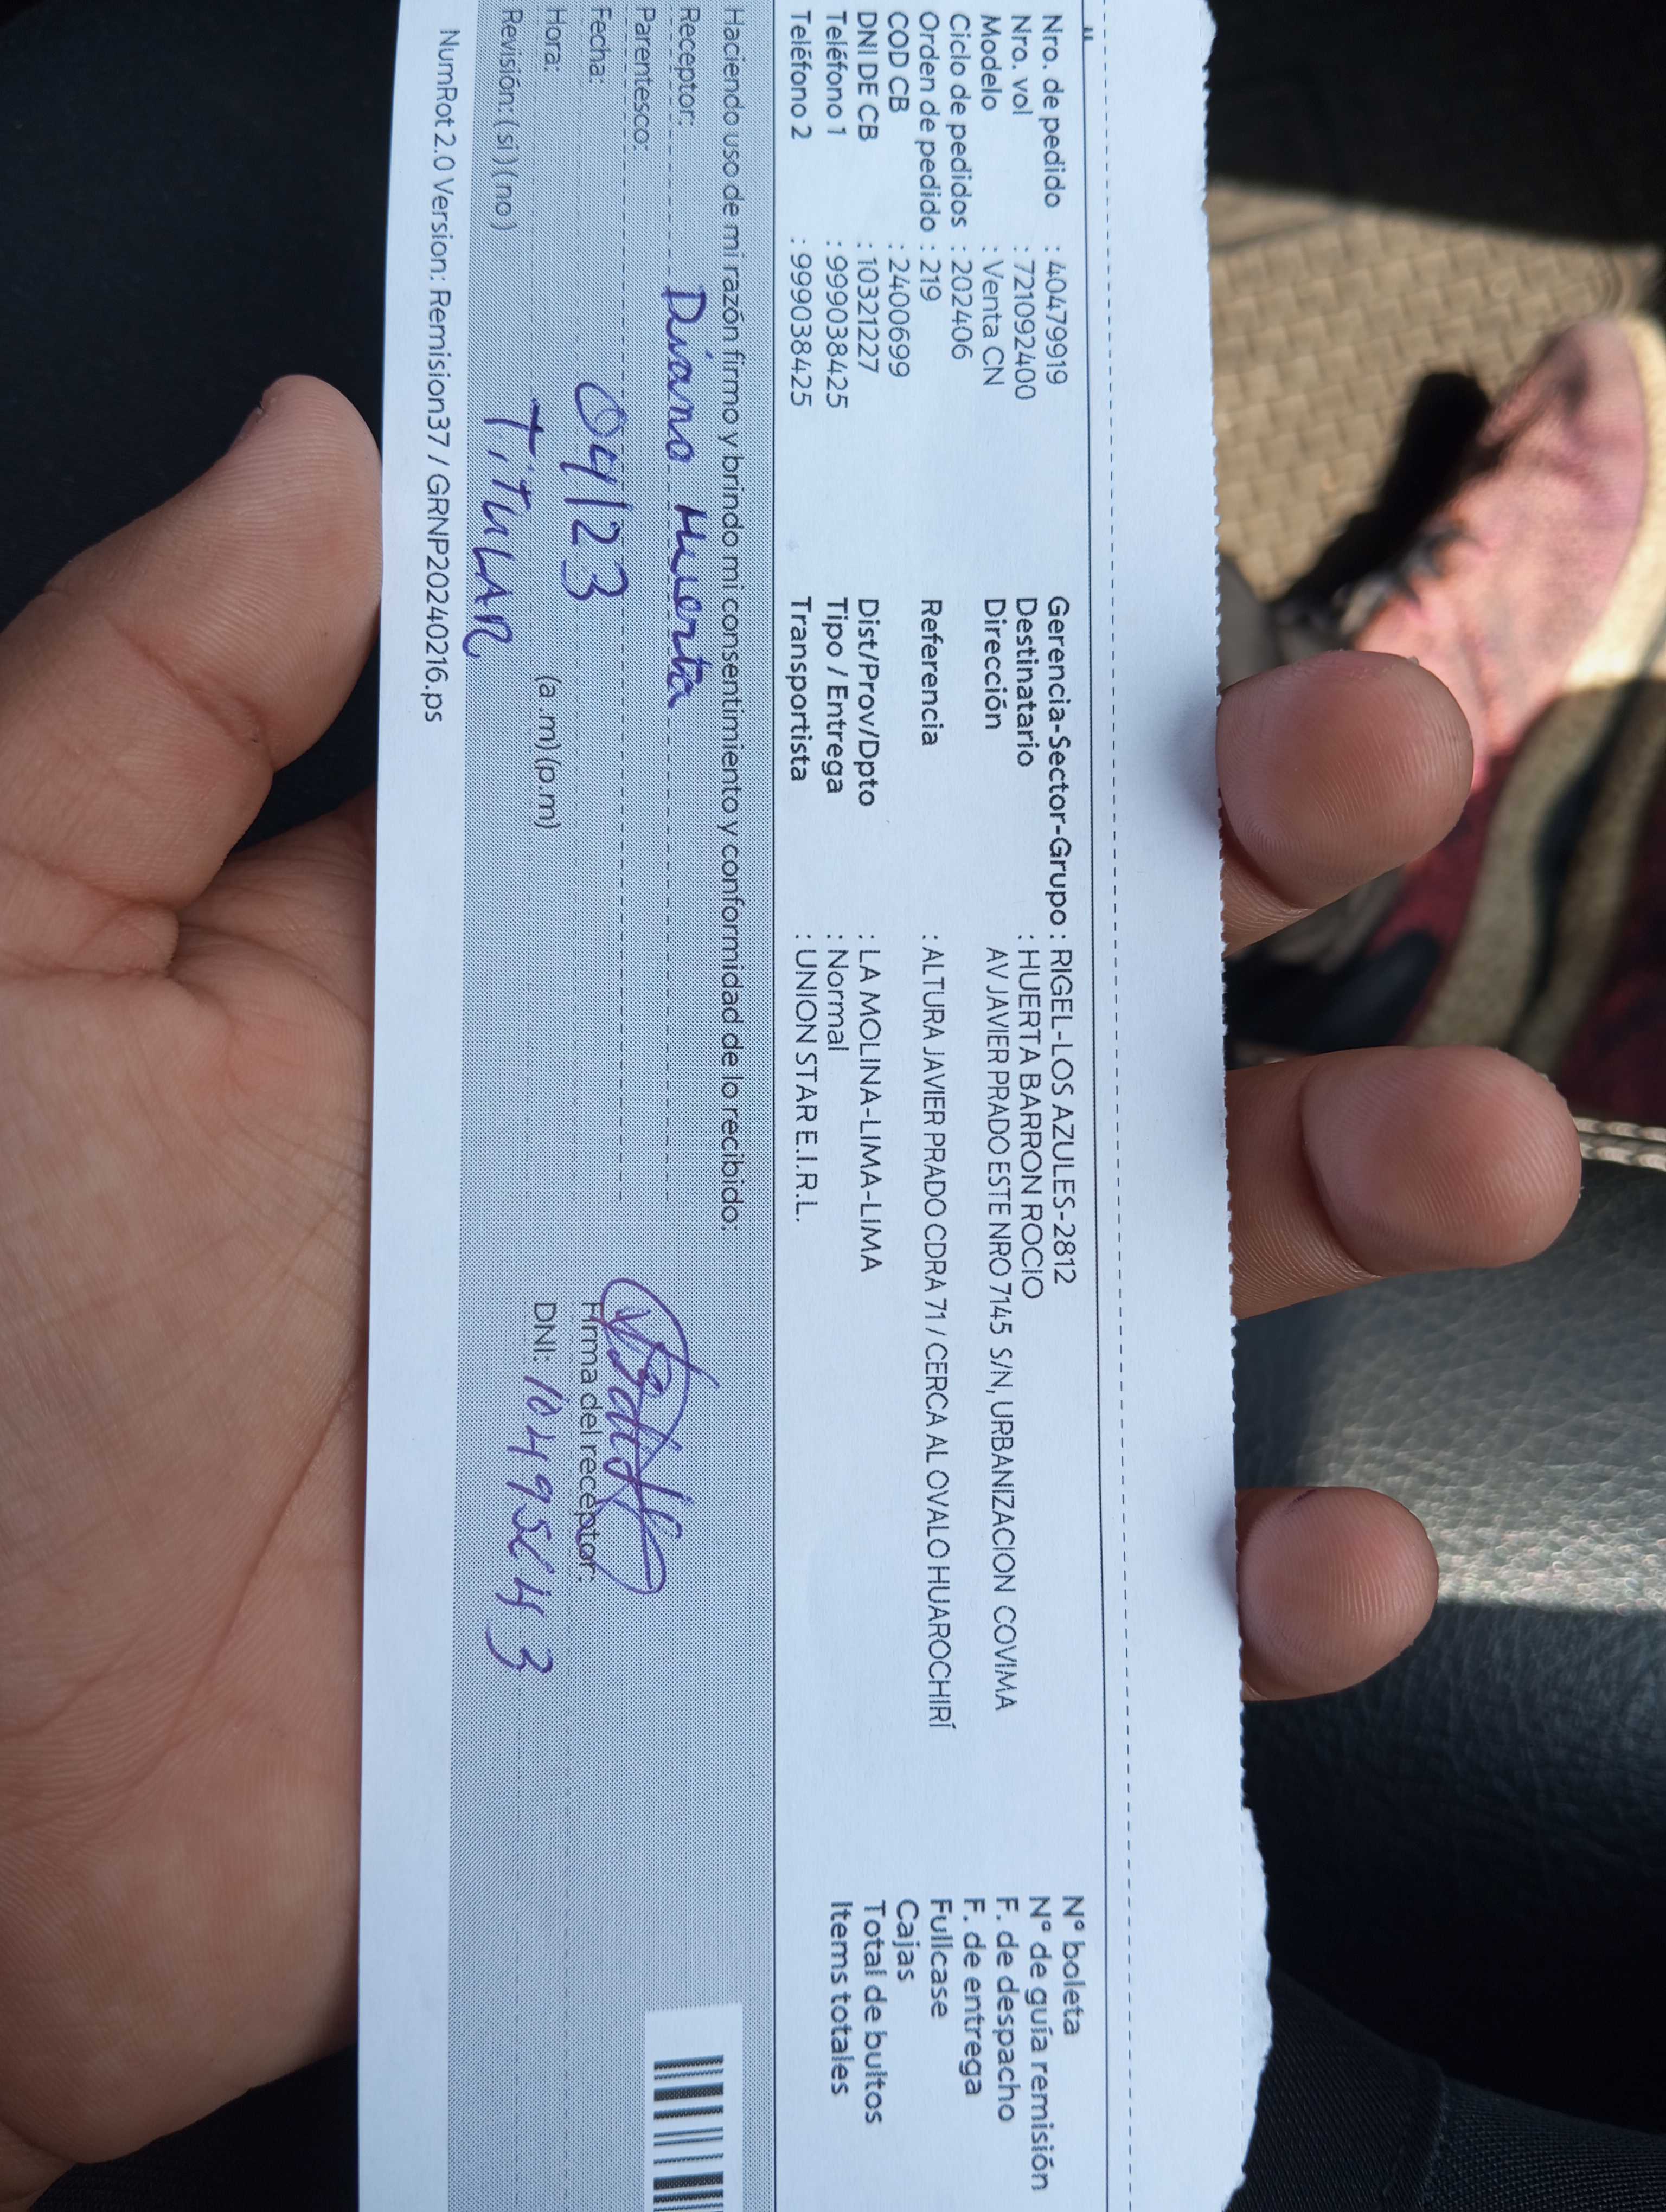 Nro. de pedido : 40479919
Nro. vol : 721092400
Modelo : Venta CN
Ciclo de pedidos : 202406
Orden de pedido : 219
COD CB : 24000699
DNI DE CB : 10321227
Teléfono 1 : 999038425
Teléfono 2 : 999038425
Gerencia-Sector-Grupo : RIGEL-LOS AZULES-2812
Destinatario : HUERTA BARRON ROCIO
Dirección AV JAVIER PRADO ESTE NRO 7145 S/N, URBANIZACION COVIMA
Referencia : ALTURA JAVIER PRADO CDRA 71 / CERCA AL OVALO HUAROCHIRÍ
Dist/Prov/Dpto : LA MOLINA-LIMA-LIMA
Tipo / Entrega : Normal
Transportista : UNION STAR E.I.R.L.
N° boleta
N° de guía remisión
F. de despacho
F. de entrega
Fullcase
Cajas
Total de bultos
Items totales
Haciendo uso de mi razón firmo y brindo mi consentimiento y conformidad de lo recibido:
Receptor: Diana Huerta
Parentesco:
Fecha: 04/23
Hora: (a.m) (p.m)
Revisión: ( si ) ( no ) TITULAR
Firma del receptor:
DNI:
NumRot 2.0 Version: Remision37 / GRNP20240216.ps